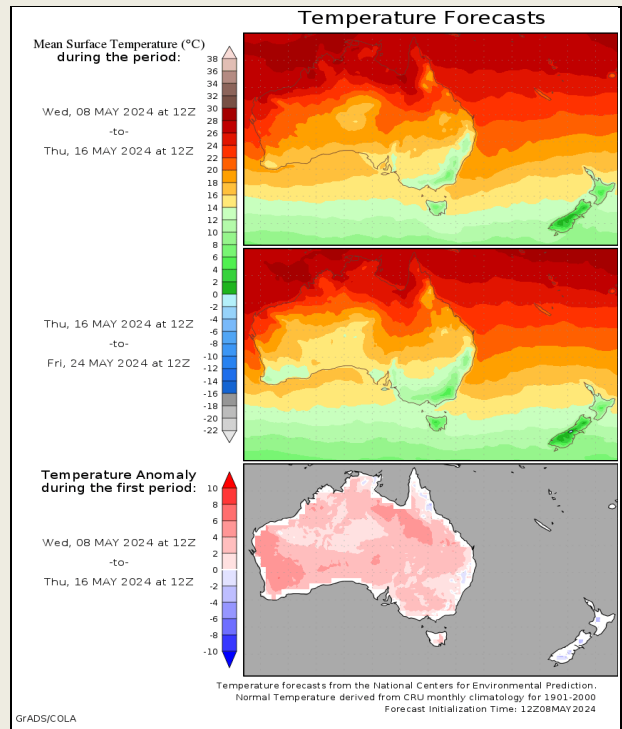 Temperature Forecasts
Mean Surface Temperature (°C)
during the period:
Wed, 08 MAY 2024 at 12Z
-to-
Thu, 16 MAY 2024 at 12Z
38
36
34
32
30
28
26
24
22
20
18
16
14
12
10
8
6
4
2
0
-2
-4
-6
-8
-10
-12
-14
-16
-18
-20
-22
Thu, 16 MAY 2024 at 12Z
-to-
Fri, 24 MAY 2024 at 12Z
Temperature Anomaly
during the first period:
Wed, 08 MAY 2024 at 12Z
-to-
Thu, 16 MAY 2024 at 12Z
10
8
6
4
2
0
-2
-4
-6
-8
-10
Temperature forecasts from the National Centers for Environmental Prediction.
Normal Temperature derived from CRU monthly climatology for 1901-2000
Forecast Initialization Time: 12Z08MAY2024
GrADS/COLA